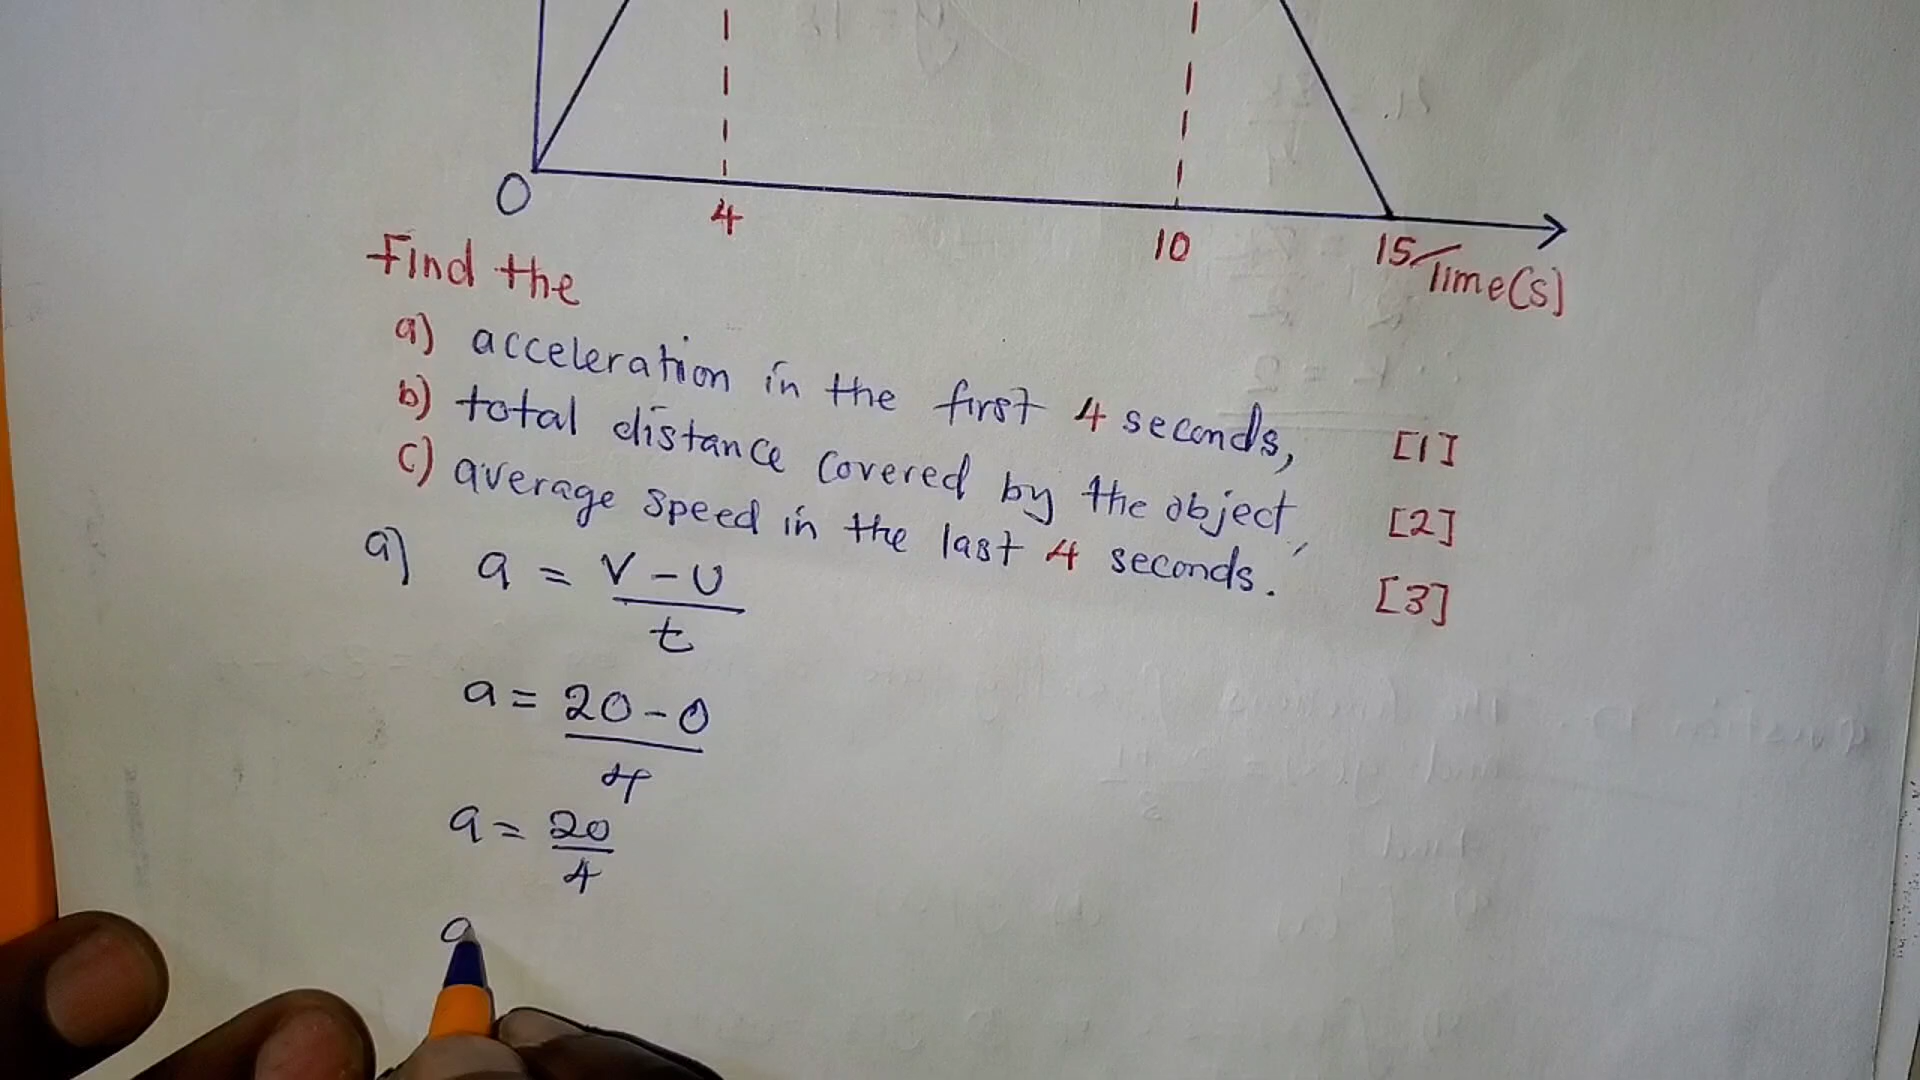 0 4 10 15 Time(s)
Find the
a) acceleration in the first 4 seconds, [1]
b) total distance covered by the object, [2]
c) average speed in the last 4 seconds. [3]
a) a = V - U
t
a = 20 - 0
4
a = 20
4
a